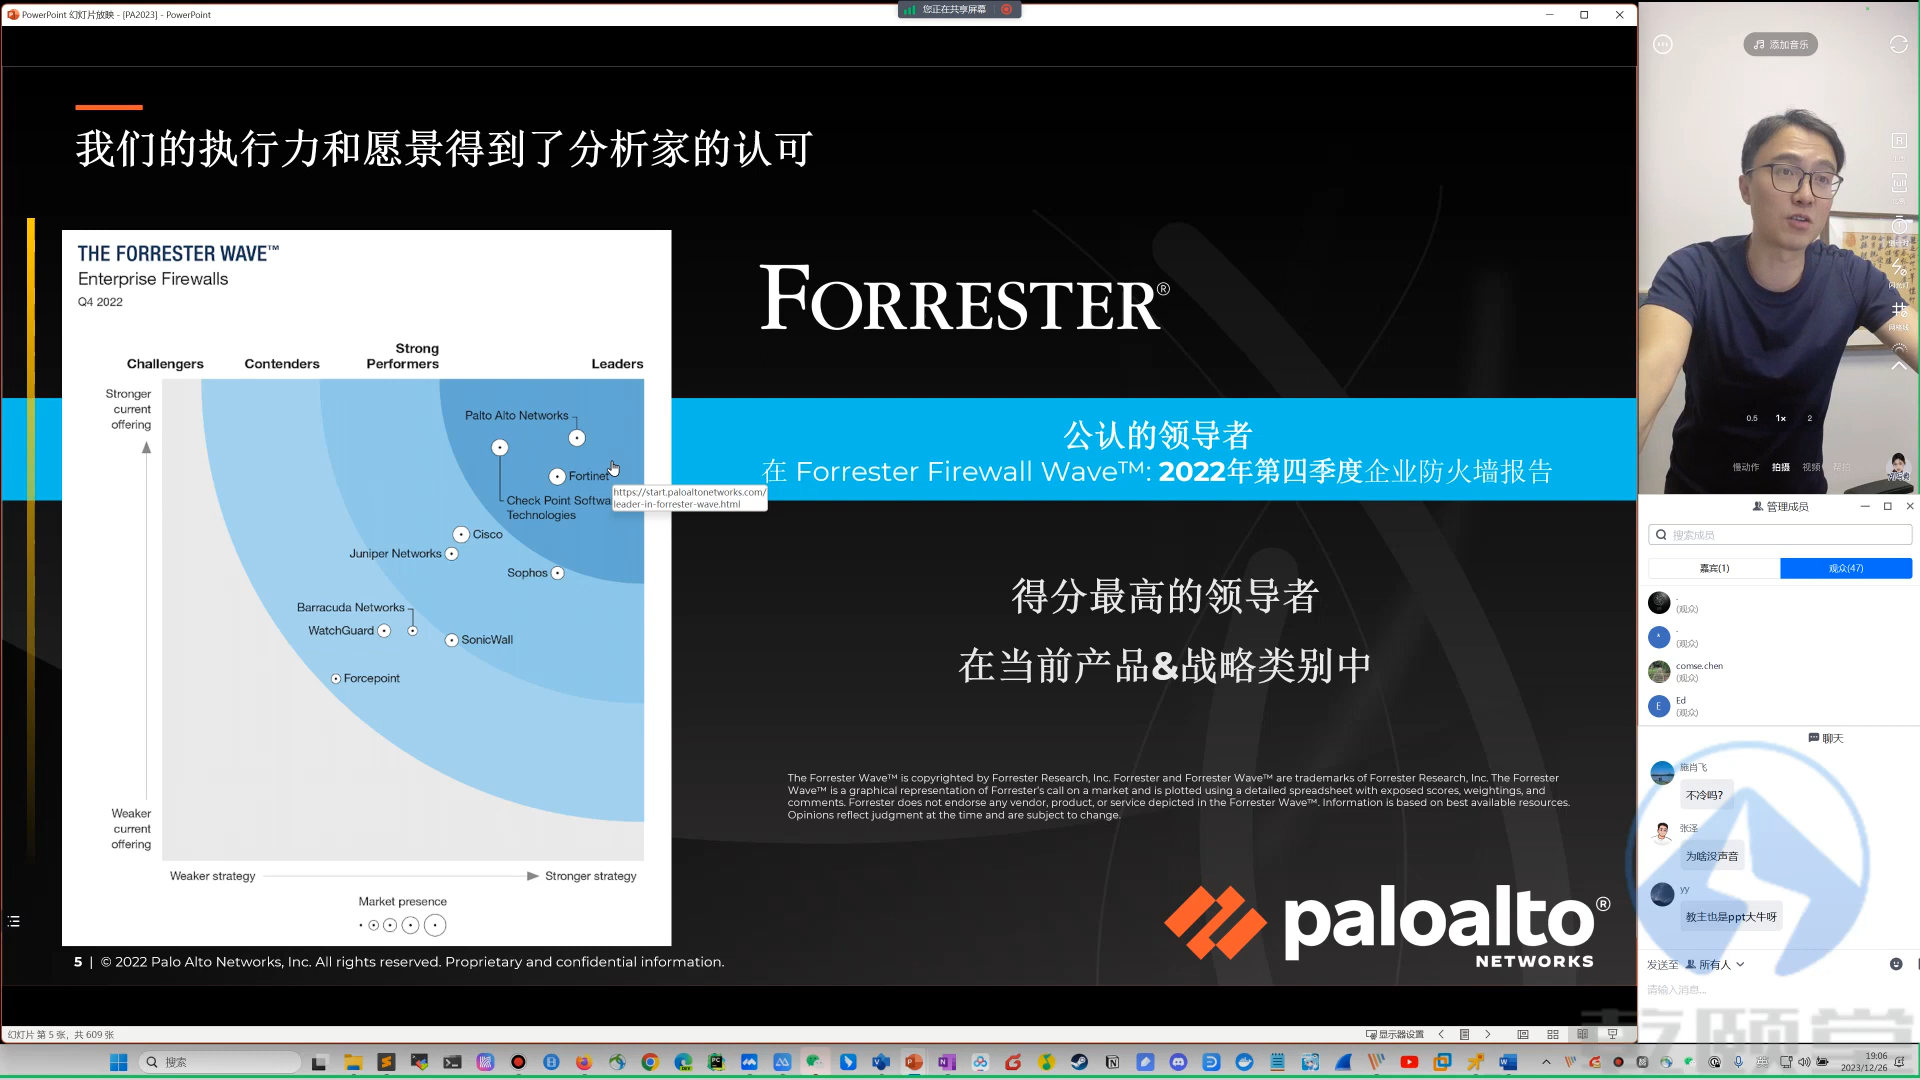 PowerPoint 幻灯片放映 - [PA2023] - PowerPoint
您正在共享屏幕
我们的执行力和愿景得到了分析家的认可
THE FORRESTER WAVE™
Enterprise Firewalls
Q4 2022
Challengers
Contenders
Strong
Performers
Leaders
Stronger
current
offering
Palto Alto Networks
Fortinet
Check Point Softwa
Technologies
https://start.paloaltonetworks.com/
leader-in-forrester-wave.html
Cisco
Juniper Networks
Sophos
Barracuda Networks
WatchGuard
SonicWall
Forcepoint
Weaker
current
offering
Weaker strategy
Stronger strategy
Market presence
FORRESTER®
公认的领导者
在 Forrester Firewall Wave™: 2022年第四季度企业防火墙报告
得分最高的领导者
在当前产品&战略类别中
The Forrester Wave™ is copyrighted by Forrester Research, Inc. Forrester and Forrester Wave™ are trademarks of Forrester Research, Inc. The Forrester
Wave™ is a graphical representation of Forrester's call on a market and is plotted using a detailed spreadsheet with exposed scores, weightings, and
comments. Forrester does not endorse any vendor, product, or service depicted in the Forrester Wave™. Information is based on best available resources.
Opinions reflect judgment at the time and are subject to change.
paloalto®
NETWORKS
5 | © 2022 Palo Alto Networks, Inc. All rights reserved. Proprietary and confidential information.
幻灯片 第 5 张，共 609 张
显示器设置
添加音乐
R
full
0.5 1× 2
慢动作 拍摄 视频
管理成员
搜索成员
嘉宾(1)
观众(47)
.
(观众)
.
(观众)
comse.chen
(观众)
E
Ed
(观众)
聊天
施肖飞
不冷吗?
张泽
为啥没声音
yy
教主也是ppt大牛呀
发送至 所有人
请输入消息...
乾颐堂
搜索
英
19:06
2023/12/26